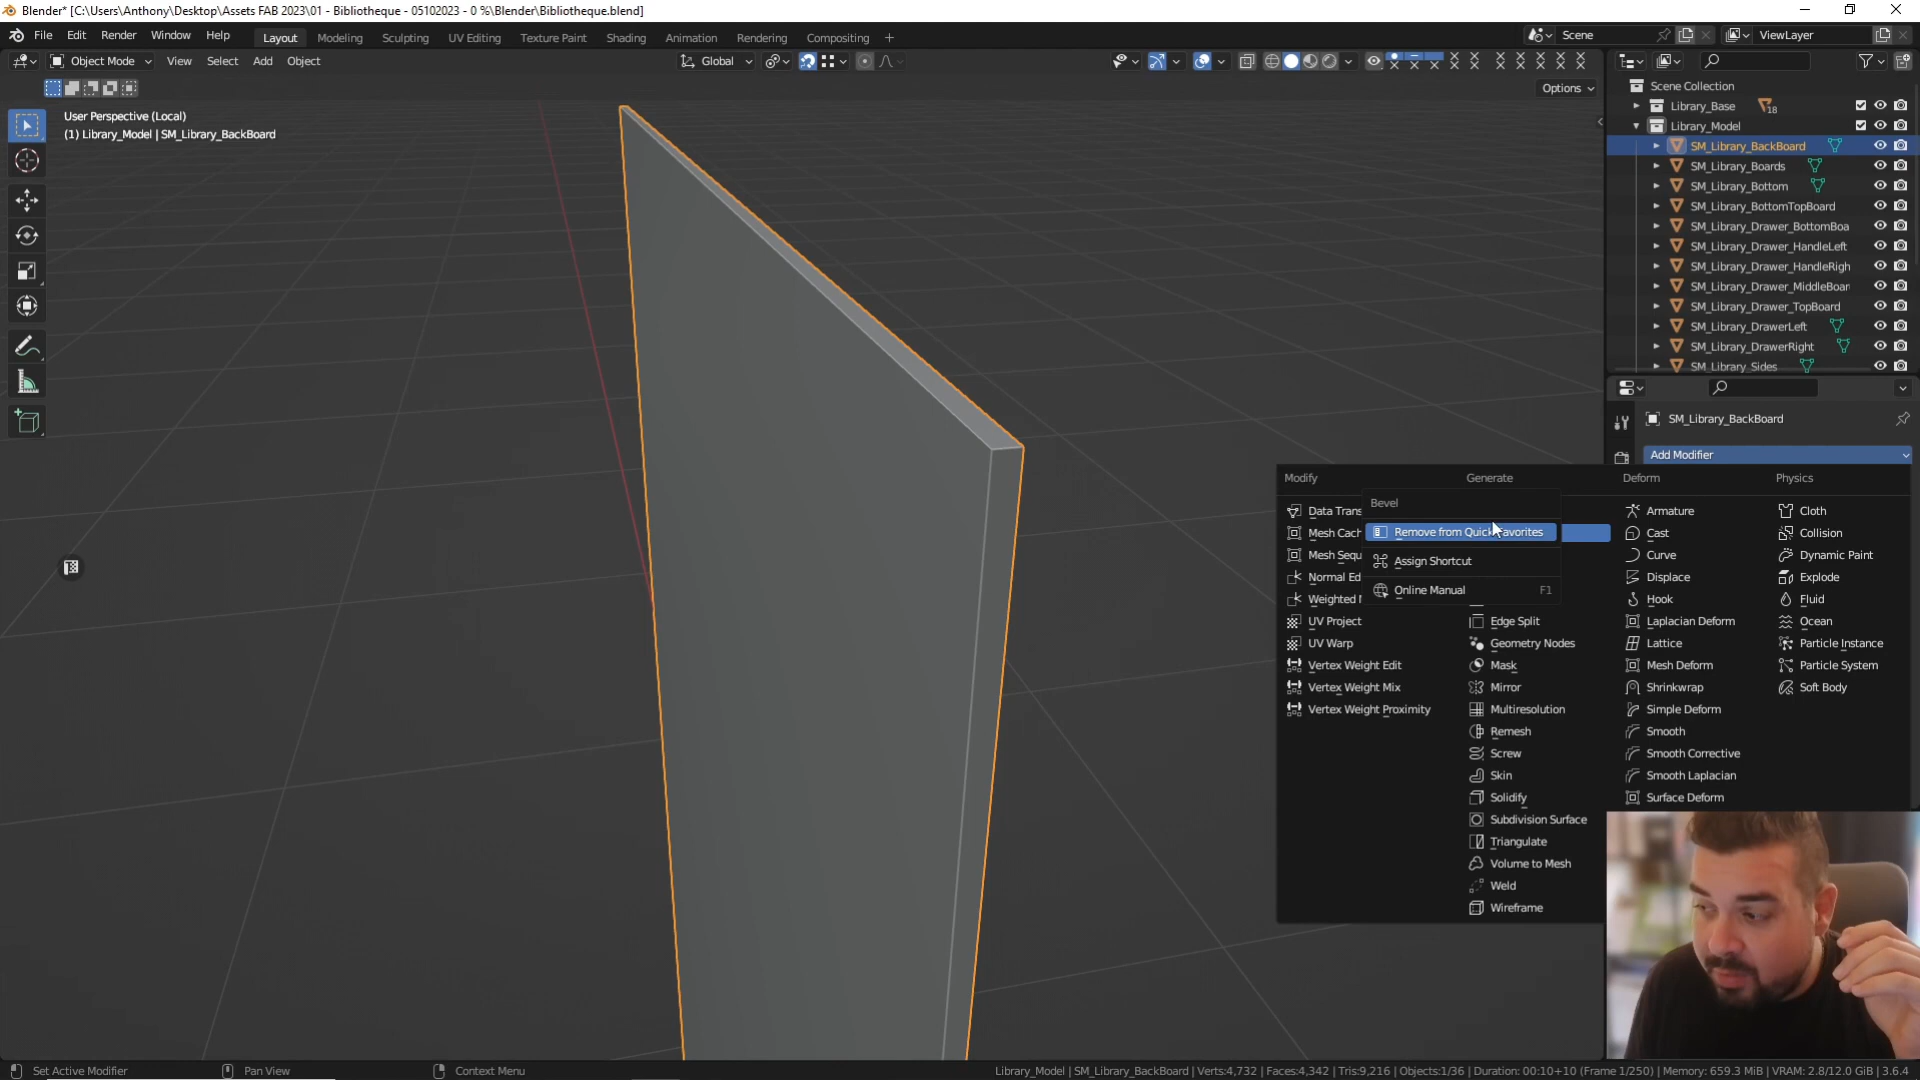 Blender* [C:\Users\Anthony\Desktop\Assets FAB 2023\01 - Bibliotheque - 05102023 - 0 %\Blender\Bibliotheque.blend]
File Edit Render Window Help Layout Modeling Sculpting UV Editing Texture Paint Shading Animation Rendering Compositing + Scene ViewLayer
Object Mode View Select Add Object Global
Options
User Perspective (Local)
(1) Library_Model | SM_Library_BackBoard
Scene Collection
Library_Base 18
Library_Model
SM_Library_BackBoard
SM_Library_Boards
SM_Library_Bottom
SM_Library_BottomTopBoard
SM_Library_Drawer_BottomBoa
SM_Library_Drawer_HandleLeft
SM_Library_Drawer_HandleRigh
SM_Library_Drawer_MiddleBoar
SM_Library_Drawer_TopBoard
SM_Library_DrawerLeft
SM_Library_DrawerRight
SM_Library_Sides
SM_Library_BackBoard
Add Modifier
Modify
Data Trans
Mesh Cach
Mesh Sequ
Normal Ed
Weighted
UV Project
UV Warp
Vertex Weight Edit
Vertex Weight Mix
Vertex Weight Proximity
Bevel
Remove from Quick Favorites
Assign Shortcut
Online Manual F1
Generate
Edge Split
Geometry Nodes
Mask
Mirror
Multiresolution
Remesh
Screw
Skin
Solidify
Subdivision Surface
Triangulate
Volume to Mesh
Weld
Wireframe
Deform
Armature
Cast
Curve
Displace
Hook
Laplacian Deform
Lattice
Mesh Deform
Shrinkwrap
Simple Deform
Smooth
Smooth Corrective
Smooth Laplacian
Surface Deform
Physics
Cloth
Collision
Dynamic Paint
Explode
Fluid
Ocean
Particle Instance
Particle System
Soft Body
Set Active Modifier Pan View Context Menu Library_Model | SM_Library_BackBoard | Verts:4,732 | Faces:4,342 | Tris:9,216 | Objects:1/36 | Duration: 00:10+10 (Frame 1/250) | Memory: 659.3 MiB | VRAM: 2.8/12.0 GiB | 3.6.4